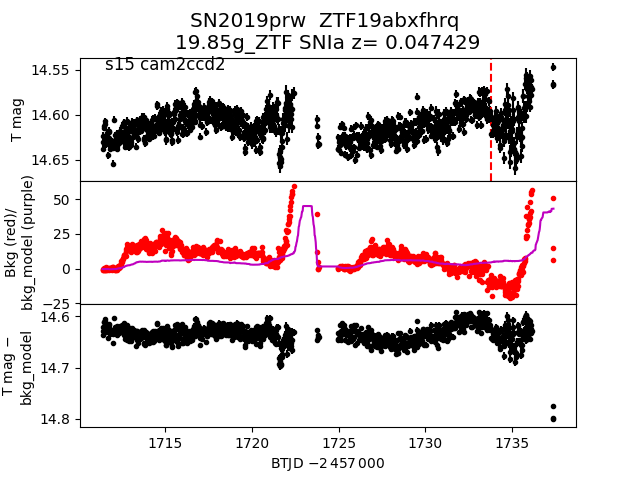 SN2019prw  ZTF19abxfhrq
19.85g_ZTF SNIa z= 0.047429
s15 cam2ccd2
14.55
14.60
14.65
T mag
50
25
0
−25
Bkg (red)/
bkg_model (purple)
14.6
14.7
14.8
T mag −
bkg_model
1715 1720 1725 1730 1735
BTJD −2 457 000